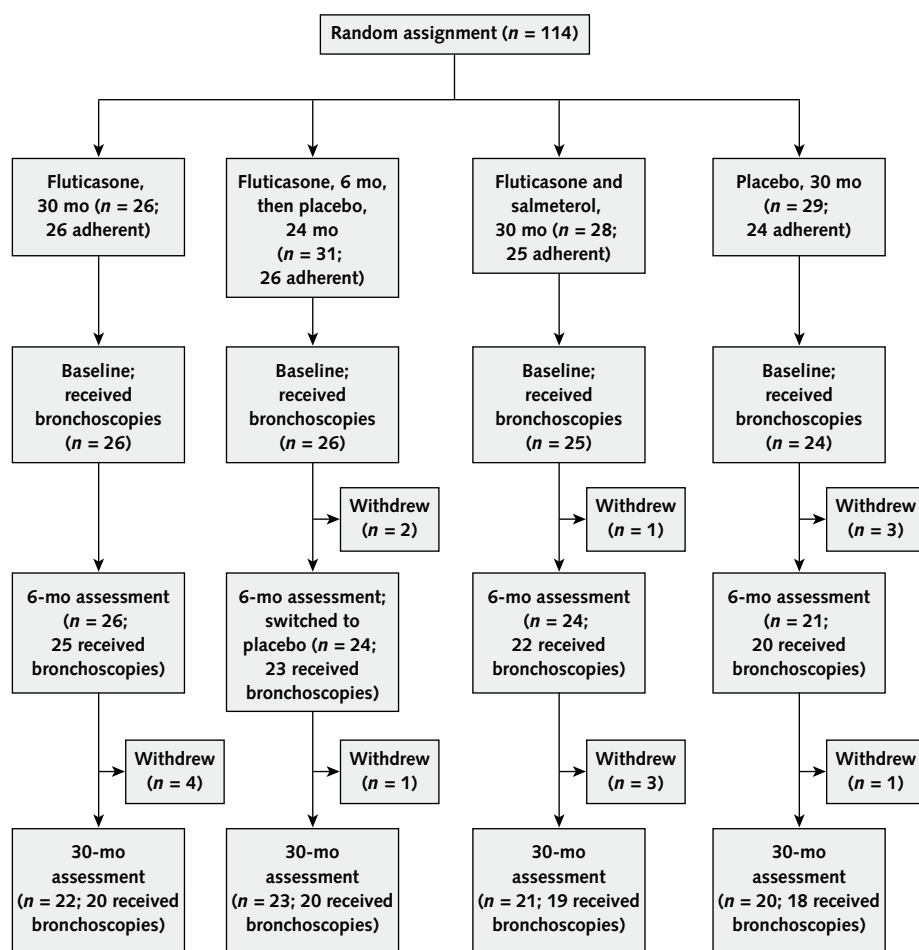 Random assignment (n = 114)
Fluticasone,
30 mo (n = 26;
26 adherent)
Fluticasone, 6 mo,
then placebo,
24 mo
(n = 31;
26 adherent)
Fluticasone and
salmeterol,
30 mo (n = 28;
25 adherent)
Placebo, 30 mo
(n = 29;
24 adherent)
Baseline;
received
bronchoscopies
(n = 26)
Baseline;
received
bronchoscopies
(n = 26)
Baseline;
received
bronchoscopies
(n = 25)
Baseline;
received
bronchoscopies
(n = 24)
Withdrew
(n = 2)
Withdrew
(n = 1)
Withdrew
(n = 3)
6-mo assessment
(n = 26;
25 received
bronchoscopies)
6-mo assessment;
switched to
placebo (n = 24;
23 received
bronchoscopies)
6-mo assessment
(n = 24;
22 received
bronchoscopies)
6-mo assessment
(n = 21;
20 received
bronchoscopies)
Withdrew
(n = 4)
Withdrew
(n = 1)
Withdrew
(n = 3)
Withdrew
(n = 1)
30-mo
assessment
(n = 22; 20 received
bronchoscopies)
30-mo
assessment
(n = 23; 20 received
bronchoscopies)
30-mo
assessment
(n = 21; 19 received
bronchoscopies)
30-mo
assessment
(n = 20; 18 received
bronchoscopies)